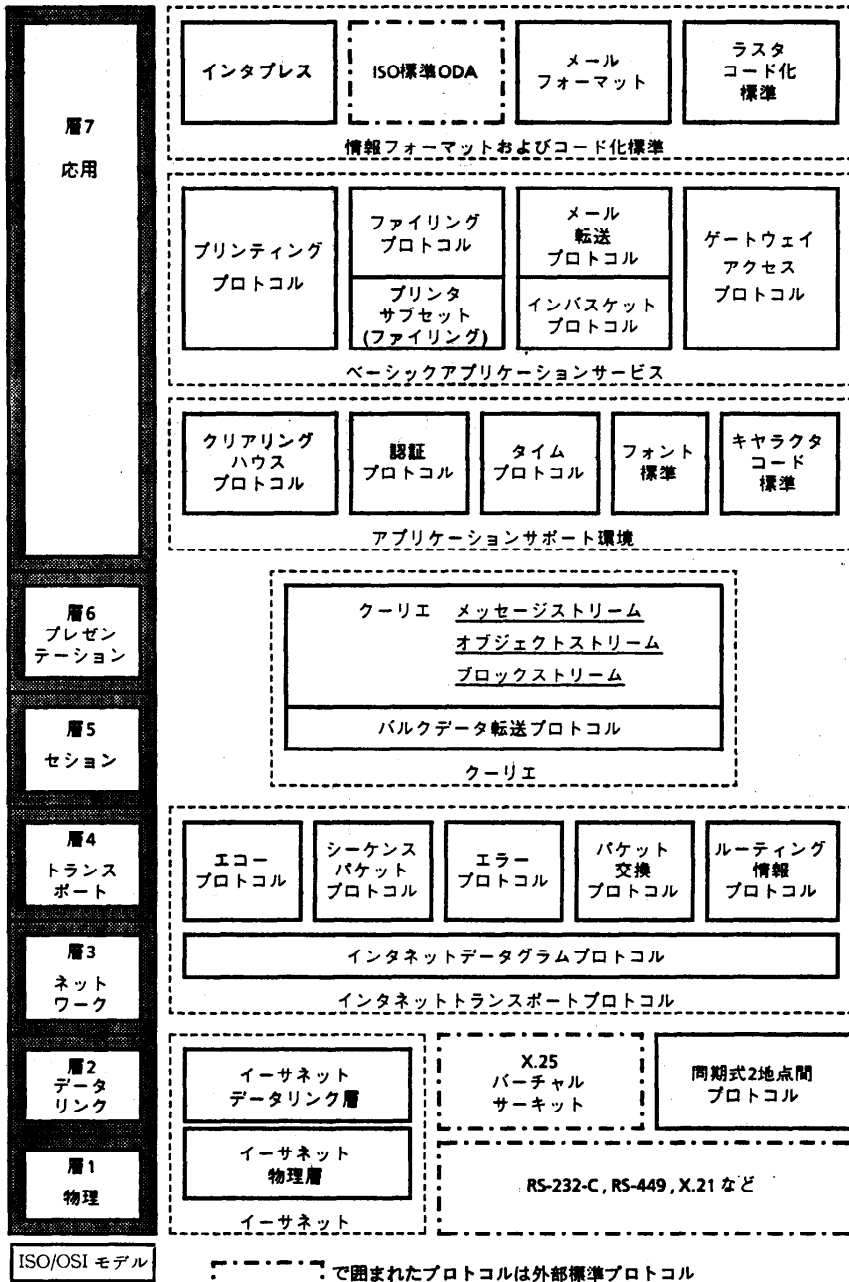 層7
応用
インタプレス
ISO標準ODA
メール
フォーマット
ラスタ
コード化
標準
情報フォーマットおよびコード化標準
プリンティング
プロトコル
ファイリング
プロトコル
プリンタ
サブセット
(ファイリング)
メール
転送
プロトコル
インバスケット
プロトコル
ゲートウェイ
アクセス
プロトコル
ベーシックアプリケーションサービス
クリアリング
ハウス
プロトコル
認証
プロトコル
タイム
プロトコル
フォント
標準
キャラクタ
コード
標準
アプリケーションサポート環境
層6
プレゼン
テーション
クーリエ メッセージストリーム
オブジェクトストリーム
ブロックストリーム
層5
セション
バルクデータ転送プロトコル
クーリエ
層4
トランス
ポート
エコー
プロトコル
シーケンス
パケット
プロトコル
エラー
プロトコル
パケット
交換
プロトコル
ルーティング
情報
プロトコル
層3
ネット
ワーク
インタネットデータグラムプロトコル
インタネットトランスポートプロトコル
層2
データ
リンク
イーサネット
データリンク層
X.25
バーチャル
サーキット
同期式2地点間
プロトコル
層1
物理
イーサネット
物理層
イーサネット
RS-232-C, RS-449, X.21 など
ISO/OSI モデル
で囲まれたプロトコルは外部標準プロトコル